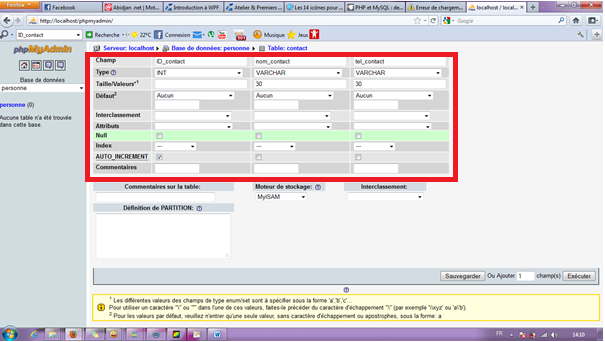 Firefox
Facebook
Abidjan .net | Mot...
Introduction à WPF
Atelier & Premiers ...
Les 14 icônes pour ...
PHP et MySQL: de...
Erreur de chargem...
localhost / local...
http://localhost/phpmyadmin/
Google
ID_contact
Recherche
22°C
Connexion
Musique
Jeux
phpMyAdmin
Serveur: localhost
Base de données: personne
Table: contact
Base de données
personne
personne (0)
Aucune table n'a été trouvée
dans cette base.
Champ ID_contact nom_contact tel_contact
Type INT VARCHAR VARCHAR
Taille/Valeurs*1 30 30
Défaut2 Aucun Aucun Aucun
Interclassement
Attributs
Null
Index --- --- ---
AUTO_INCREMENT
Commentaires
Commentaires sur la table: Moteur de stockage: Interclassement:
MyISAM
Définition de PARTITION:
Sauvegarder Ou Ajouter 1 champ(s) Exécuter
1 Les différentes valeurs des champs de type enum/set sont à spécifier sous la forme 'a','b','c'...
Pour utiliser un caractère "\" ou "'" dans l'une de ces valeurs, faites-le précéder du caractère d'échappement "\" (par exemple '\\xyz' ou 'a\'b').
2 Pour les valeurs par défaut, veuillez n'entrer qu'une seule valeur, sans caractère d'échappement ou apostrophes, sous la forme: a
FR
14:10